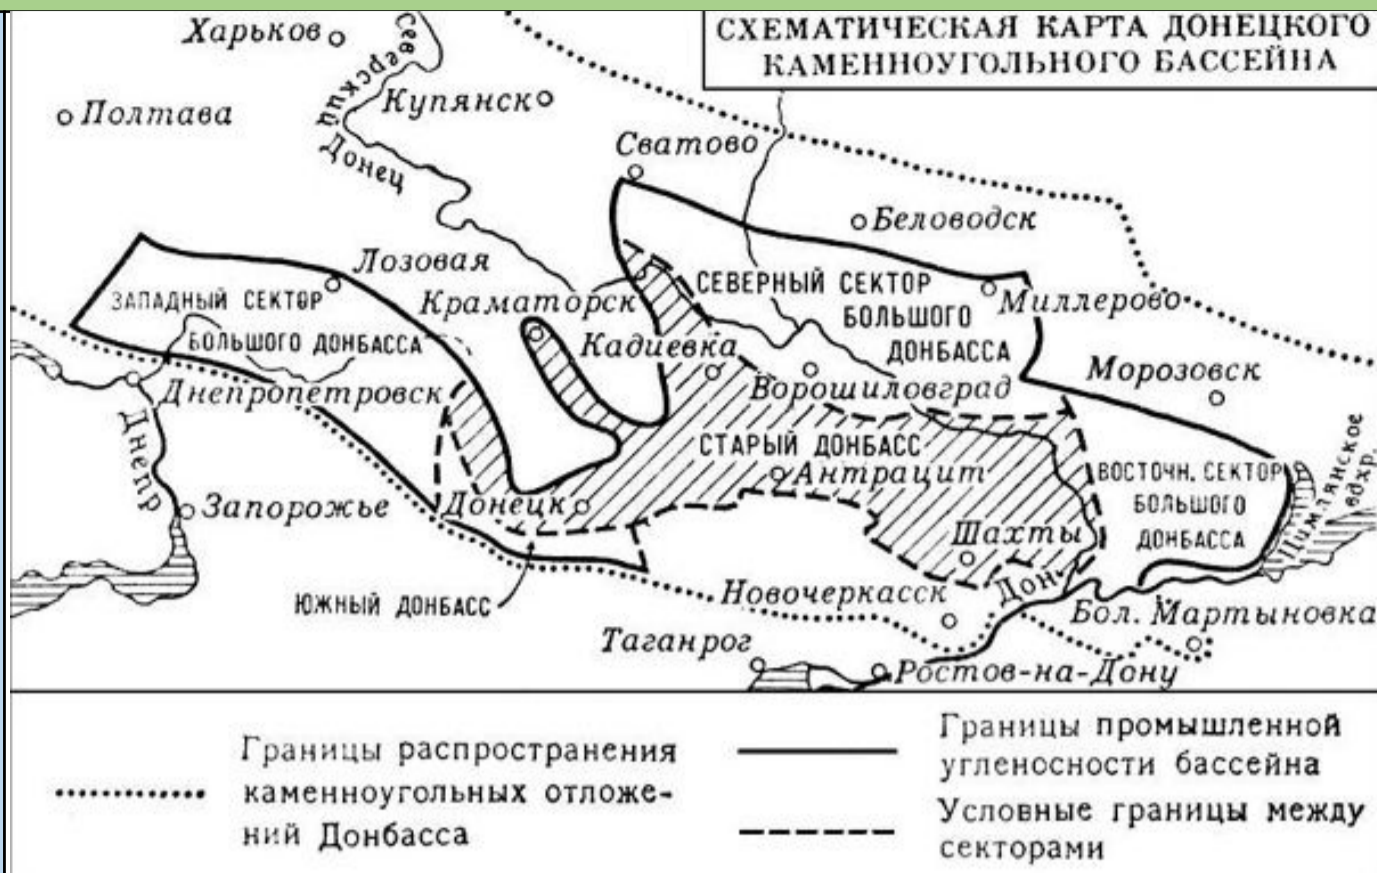 СХЕМАТИЧЕСКАЯ КАРТА ДОНЕЦКОГО
КАМЕННОУГОЛЬНОГО БАССЕЙНА
Харьков
Северский
Донец
Купянск
Полтава
Сватово
Беловодск
Лозовая
Краматорск
ЗАПАДНЫЙ СЕКТОР
БОЛЬШОГО ДОНБАССА
СЕВЕРНЫЙ СЕКТОР
БОЛЬШОГО
ДОНБАССА
Миллерово
Кадиевка
Ворошиловград
Морозовск
Днепропетровск
Днепр
СТАРЫЙ ДОНБАСС
Антрацит
ВОСТОЧН. СЕКТОР
БОЛЬШОГО
ДОНБАССА
Цимлянское
вдхр.
Запорожье
Донецк
Шахты
ЮЖНЫЙ ДОНБАСС
Новочеркасск
Дон
Бол. Мартыновка
Таганрог
Ростов-на-Дону
Границы распространения
каменноугольных отложе-
ний Донбасса
Границы промышленной
угленосности бассейна
Условные границы между
секторами